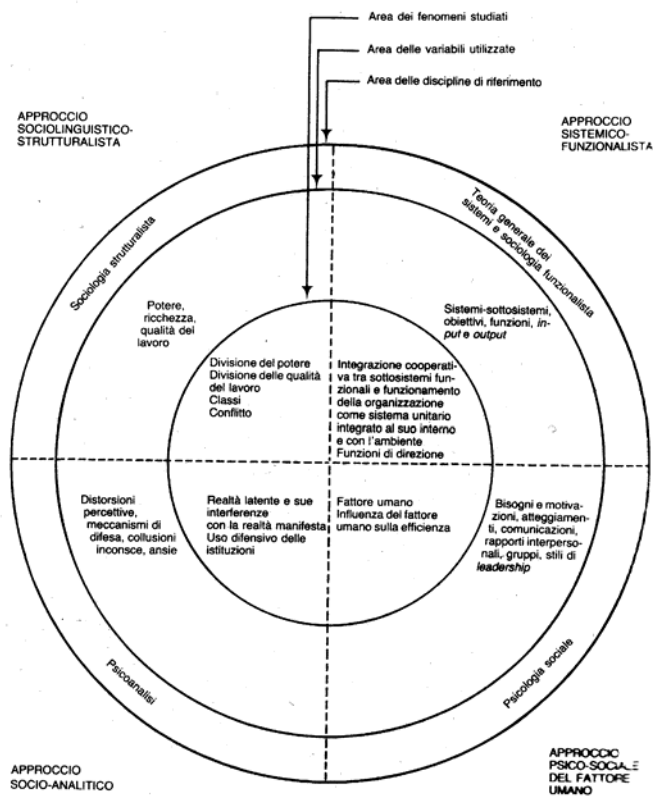 Area dei fenomeni studiati
Area delle variabili utilizzate
Area delle discipline di riferimento
APPROCCIO
SOCIOLINGUISTICO-
STRUTTURALISTA
APPROCCIO
SISTEMICO-
FUNZIONALISTA
Sociologia strutturalista
Teoria generale dei
sistemi e sociologia funzionalista
Potere,
ricchezza,
qualità del
lavoro
Sistemi-sottosistemi,
obiettivi, funzioni, in-
put e output
Divisione del potere
Divisione delle qualità
del lavoro
Classi
Conflitto
Integrazione cooperati-
va tra sottosistemi fun-
zionali e funzionamento
della organizzazione
come sistema unitario
integrato al suo interno
e con l'ambiente
Funzioni di direzione
Distorsioni
percettive,
meccanismi di
difesa, collusioni
inconsce, ansie
Realtà latente e sue
interferenze
con la realtà manifesta
Uso difensivo delle
istituzioni
Fattore umano
Influenza del fattore
umano sulla efficienza
Bisogni e motiva-
zioni, atteggiamen-
ti, comunicazioni,
rapporti interperso-
nali, gruppi, stili di
leadership
Psicoanalisi
Psicologia sociale
APPROCCIO
SOCIO-ANALITICO
APPROCCIO
PSICO-SOCIALE
DEL FATTORE
UMANO